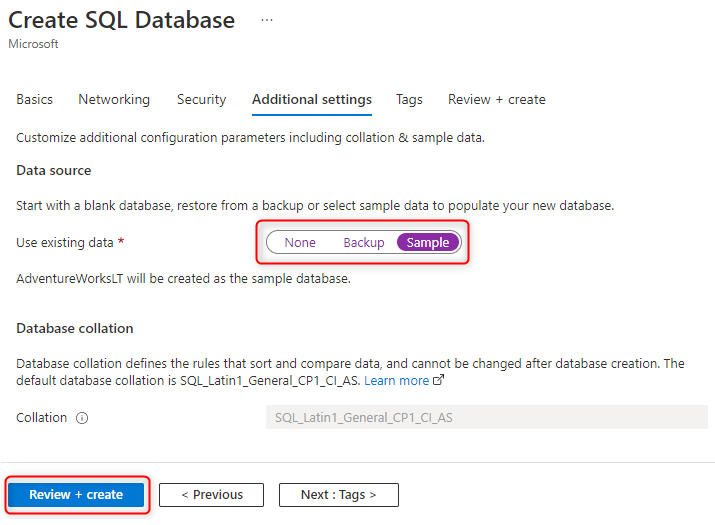 Create SQL Database ...
Microsoft
Basics Networking Security Additional settings Tags Review + create
Customize additional configuration parameters including collation & sample data.
Data source
Start with a blank database, restore from a backup or select sample data to populate your new database.
Use existing data * None Backup Sample
AdventureWorksLT will be created as the sample database.
Database collation
Database collation defines the rules that sort and compare data, and cannot be changed after database creation. The
default database collation is SQL_Latin1_General_CP1_CI_AS. Learn more
Collation SQL_Latin1_General_CP1_CI_AS
Review + create < Previous Next : Tags >